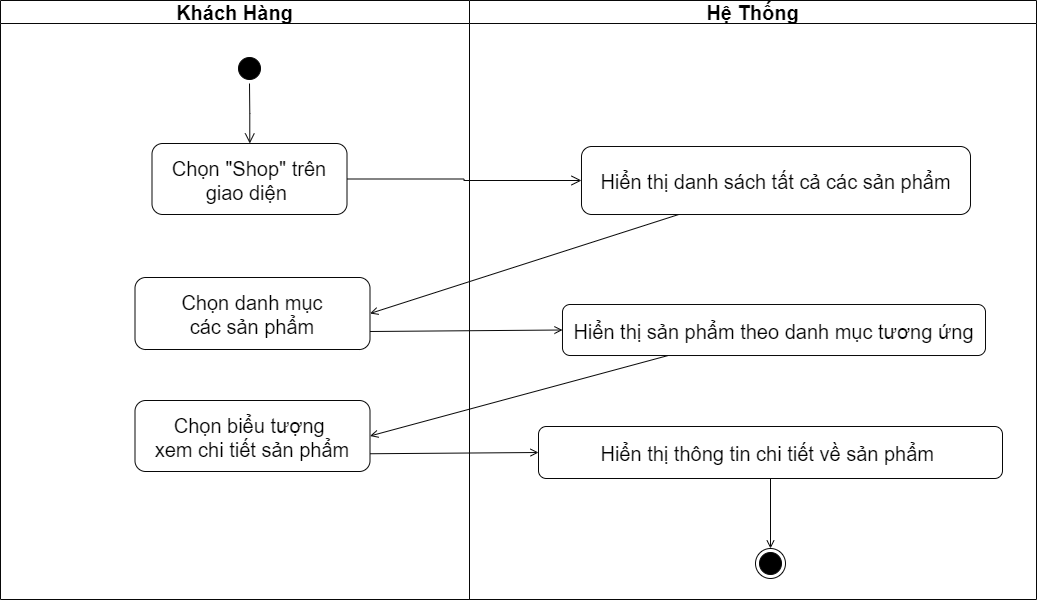 Khách Hàng
Hệ Thống
Chọn "Shop" trên
giao diện
Hiển thị danh sách tất cả các sản phẩm
Chọn danh mục
các sản phẩm
Hiển thị sản phẩm theo danh mục tương ứng
Chọn biểu tượng
xem chi tiết sản phẩm
Hiển thị thông tin chi tiết về sản phẩm